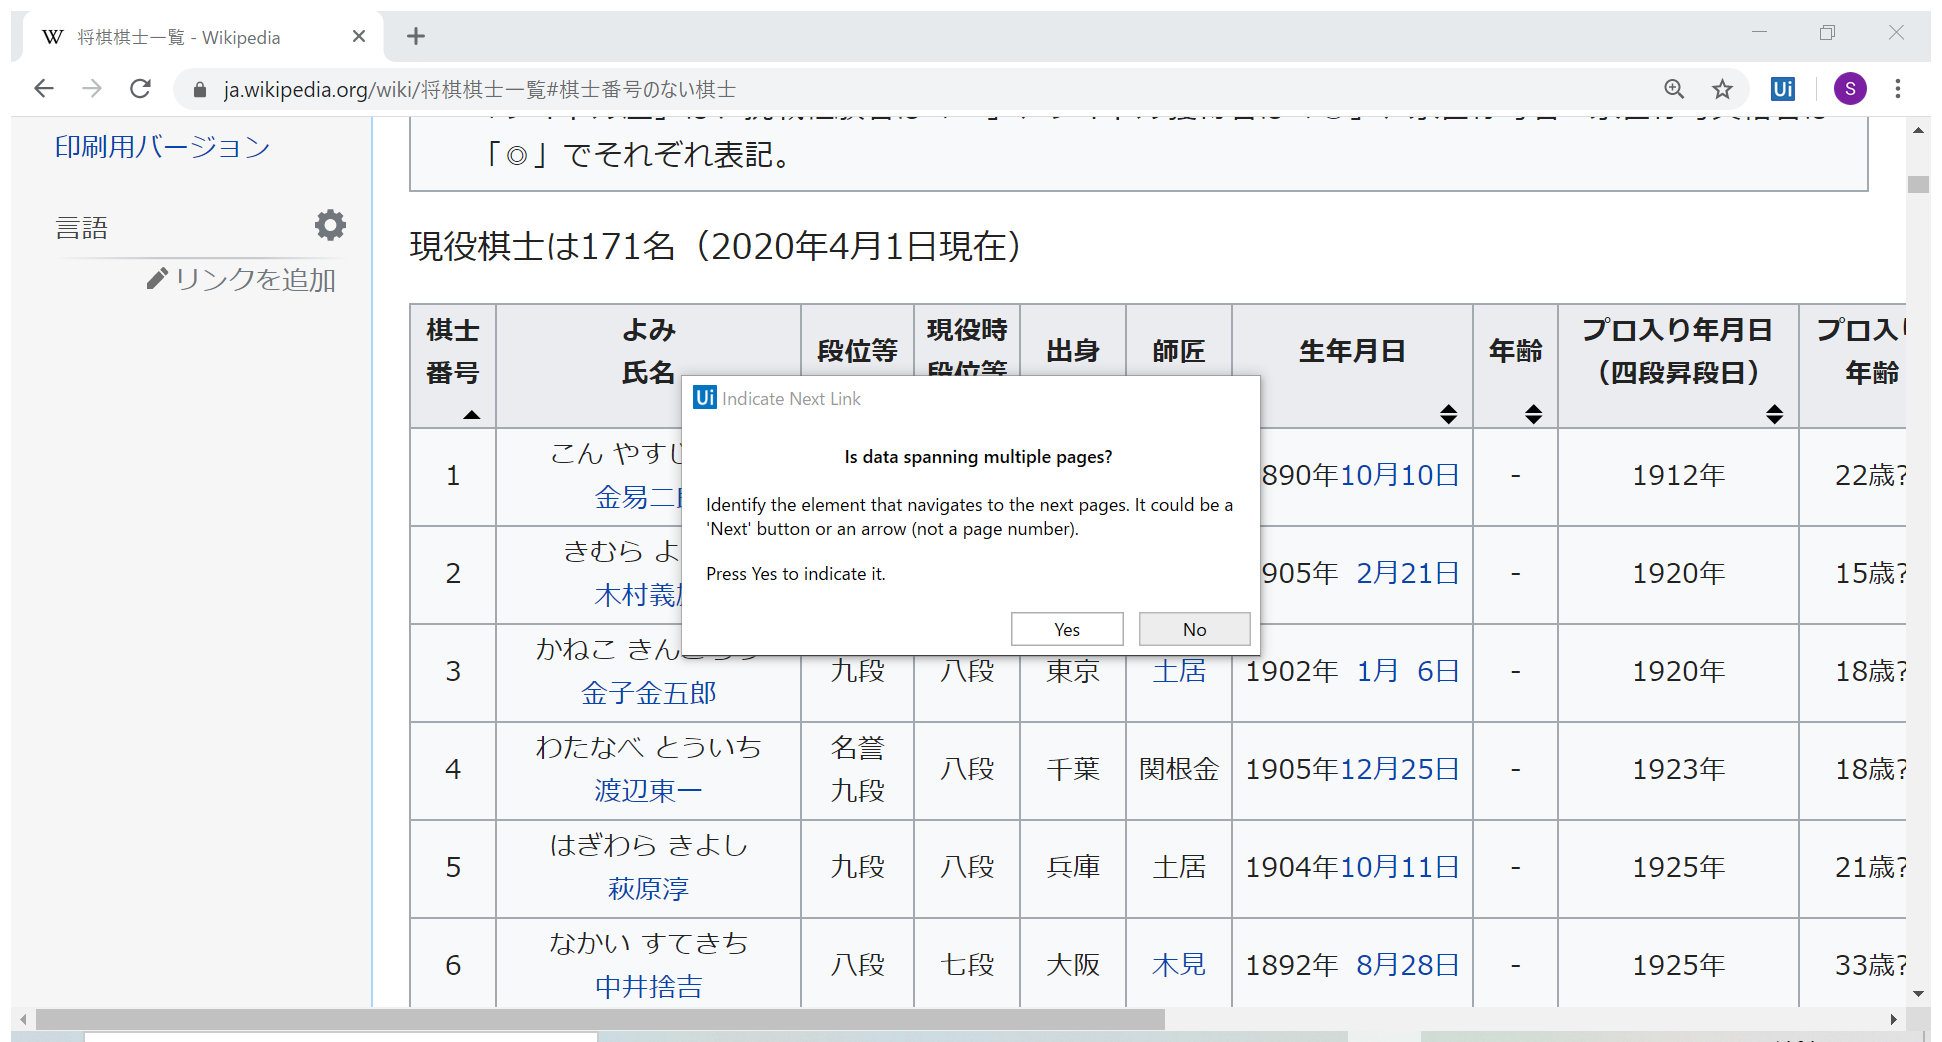 将棋棋士一覧 - Wikipedia
ja.wikipedia.org/wiki/将棋棋士一覧#棋士番号のない棋士
Ui
S
印刷用バージョン
言語
リンクを追加
「◎」でそれぞれ表記。
現役棋士は171名（2020年4月1日現在）
棋士番号 よみ氏名 段位等 現役時段位等 出身 師匠 生年月日 年齢 プロ入り年月日（四段昇段日） プロ入り年齢
1 こん やすじ 金易二 890年10月10日 - 1912年 22歳?
2 きむら よ 木村義 905年 2月21日 - 1920年 15歳?
Ui Indicate Next Link
Is data spanning multiple pages?
Identify the element that navigates to the next pages. It could be a
'Next' button or an arrow (not a page number).
Press Yes to indicate it.
Yes No
3 かねこ きん 金子金五郎 九段 八段 東京 土居 1902年 1月 6日 - 1920年 18歳?
4 わたなべ とういち 渡辺東一 名誉九段 八段 千葉 関根金 1905年12月25日 - 1923年 18歳?
5 はぎわら きよし 萩原淳 九段 八段 兵庫 土居 1904年10月11日 - 1925年 21歳?
6 なかい すてきち 中井捨吉 八段 七段 大阪 木見 1892年 8月28日 - 1925年 33歳?